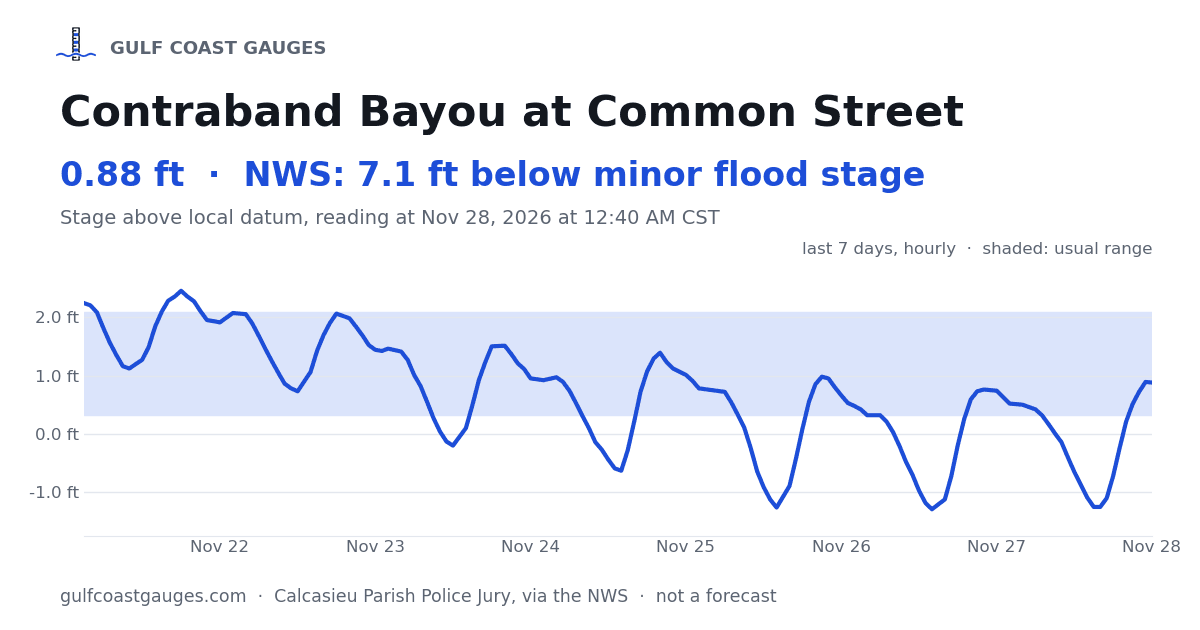 GULF COAST GAUGES
Contraband Bayou at Common Street
0.88 ft · NWS: 7.1 ft below minor flood stage
Stage above local datum, reading at Nov 28, 2026 at 12:40 AM CST
last 7 days, hourly · shaded: usual range
2.0 ft
1.0 ft
0.0 ft
-1.0 ft
Nov 22 Nov 23 Nov 24 Nov 25 Nov 26 Nov 27 Nov 28
gulfcoastgauges.com · Calcasieu Parish Police Jury, via the NWS · not a forecast